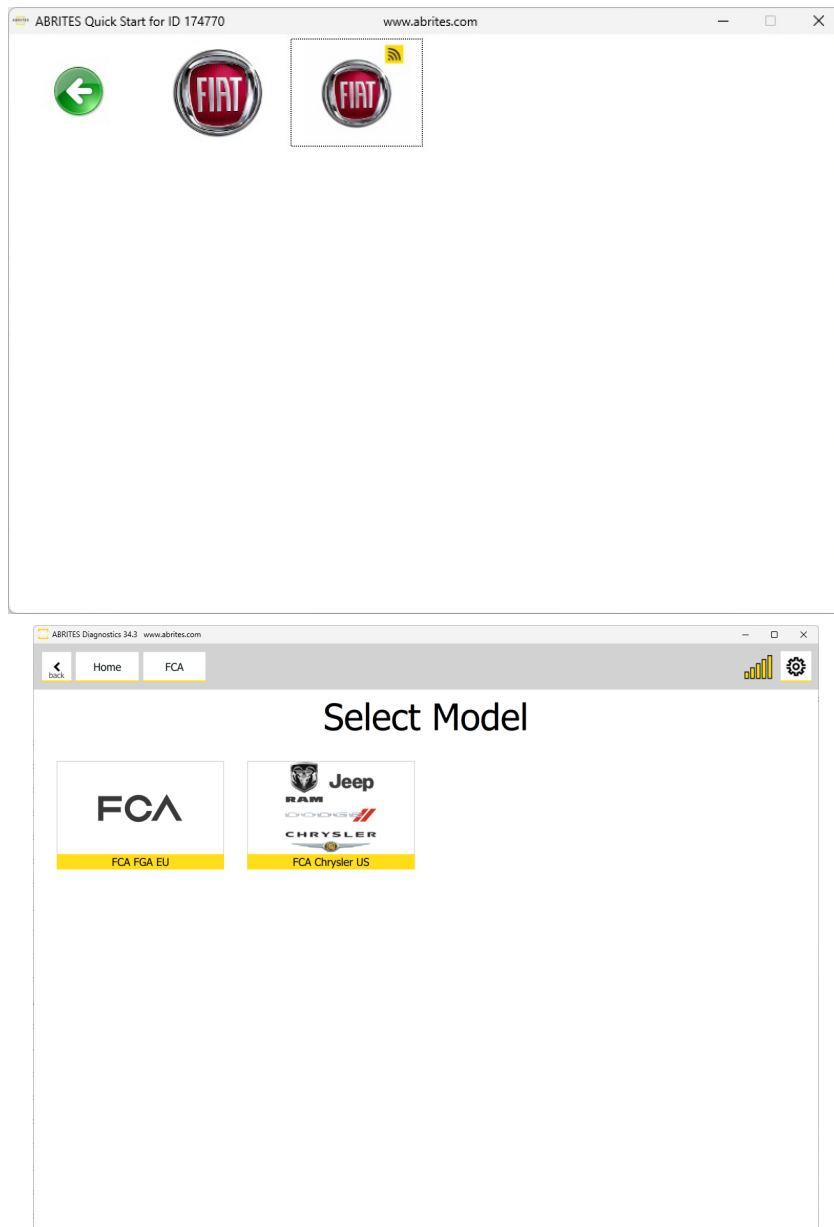 ABRITES Quick Start for ID 174770 www.abrites.com
FIAT FIAT
ABRITES Diagnostics 34.3 www.abrites.com
back Home FCA
Select Model
FCA
Jeep
RAM
DODGE
CHRYSLER
FCA FGA EU FCA Chrysler US